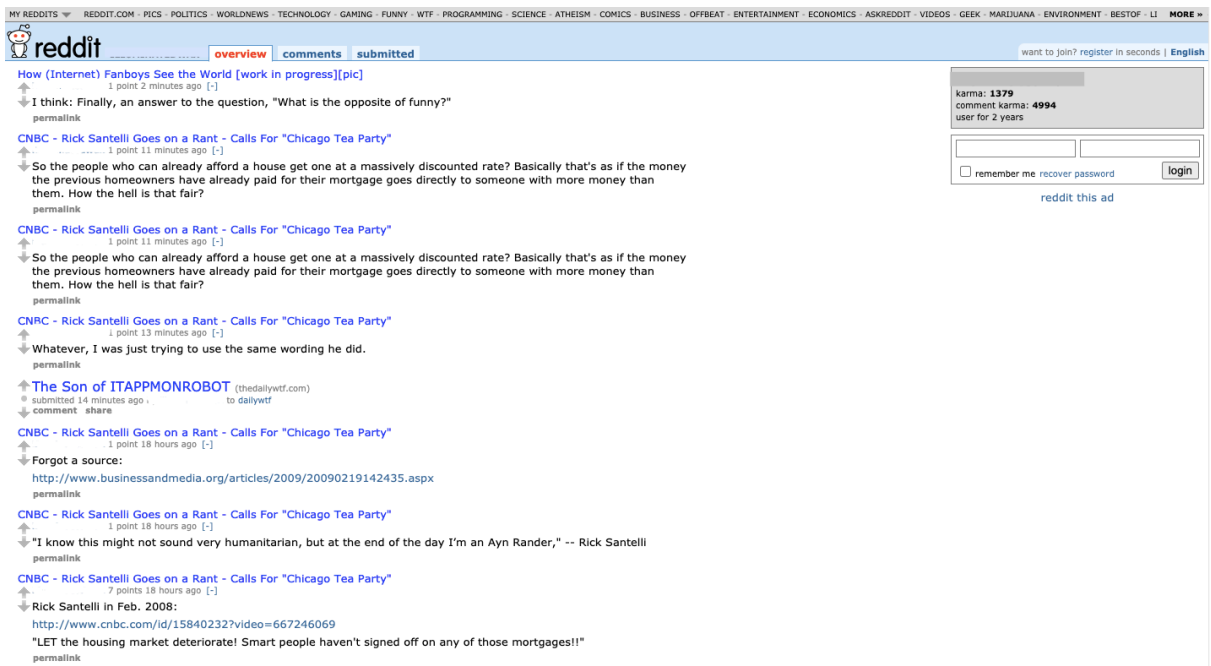 MY REDDITS REDDIT.COM - PICS - POLITICS - WORLDNEWS - TECHNOLOGY - GAMING - FUNNY - WTF - PROGRAMMING - SCIENCE - ATHEISM - COMICS - BUSINESS - OFFBEAT - ENTERTAINMENT - ECONOMICS - ASKREDDIT - VIDEOS - GEEK - MARIJUANA - ENVIRONMENT - BESTOF - LI MORE »
reddit overview comments submitted
want to join? register in seconds | English
How (Internet) Fanboys See the World [work in progress][pic]
1 point 2 minutes ago [-]
I think: Finally, an answer to the question, "What is the opposite of funny?"
permalink
CNBC - Rick Santelli Goes on a Rant - Calls For "Chicago Tea Party"
1 point 11 minutes ago [-]
So the people who can already afford a house get one at a massively discounted rate? Basically that's as if the money
the previous homeowners have already paid for their mortgage goes directly to someone with more money than
them. How the hell is that fair?
permalink
CNBC - Rick Santelli Goes on a Rant - Calls For "Chicago Tea Party"
1 point 11 minutes ago [-]
So the people who can already afford a house get one at a massively discounted rate? Basically that's as if the money
the previous homeowners have already paid for their mortgage goes directly to someone with more money than
them. How the hell is that fair?
permalink
CNBC - Rick Santelli Goes on a Rant - Calls For "Chicago Tea Party"
1 point 13 minutes ago [-]
Whatever, I was just trying to use the same wording he did.
permalink
The Son of ITAPPMONROBOT (thedailywtf.com)
submitted 14 minutes ago to dailywtf
comment share
CNBC - Rick Santelli Goes on a Rant - Calls For "Chicago Tea Party"
1 point 18 hours ago [-]
Forgot a source:
http://www.businessandmedia.org/articles/2009/20090219142435.aspx
permalink
CNBC - Rick Santelli Goes on a Rant - Calls For "Chicago Tea Party"
1 point 18 hours ago [-]
"I know this might not sound very humanitarian, but at the end of the day I'm an Ayn Rander," -- Rick Santelli
permalink
CNBC - Rick Santelli Goes on a Rant - Calls For "Chicago Tea Party"
7 points 18 hours ago [-]
Rick Santelli in Feb. 2008:
http://www.cnbc.com/id/15840232?video=667246069
"LET the housing market deteriorate! Smart people haven't signed off on any of those mortgages!!"
permalink
karma: 1379
comment karma: 4994
user for 2 years
remember me recover password login
reddit this ad